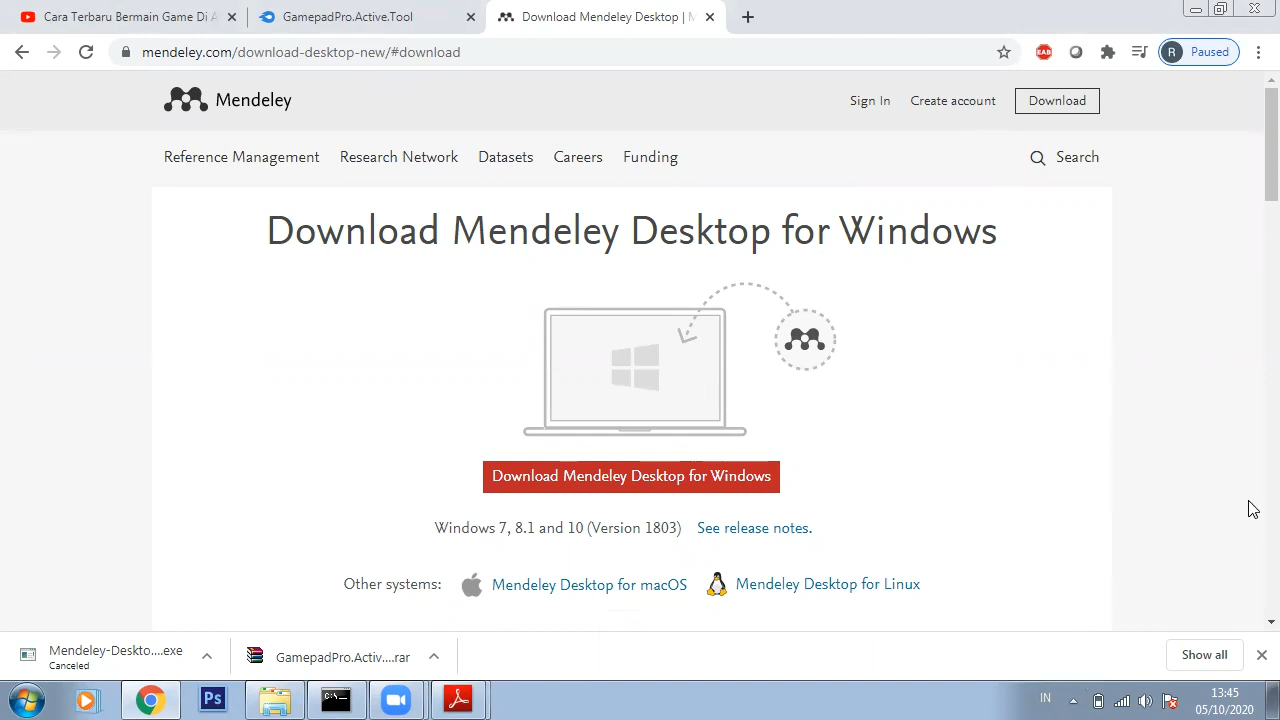 Cara Terbaru Bermain Game Di A
GamepadPro.Active.Tool
Download Mendeley Desktop | M
mendeley.com/download-desktop-new/#download
EAB
R Paused
Mendeley
Sign In
Create account
Download
Reference Management
Research Network
Datasets
Careers
Funding
Search
Download Mendeley Desktop for Windows
Download Mendeley Desktop for Windows
Windows 7, 8.1 and 10 (Version 1803) See release notes.
Other systems: Mendeley Desktop for macOS Mendeley Desktop for Linux
Mendeley-Deskto....exe
Canceled
GamepadPro.Activ....rar
Show all
Ps
C:\
IN
13:45
05/10/2020